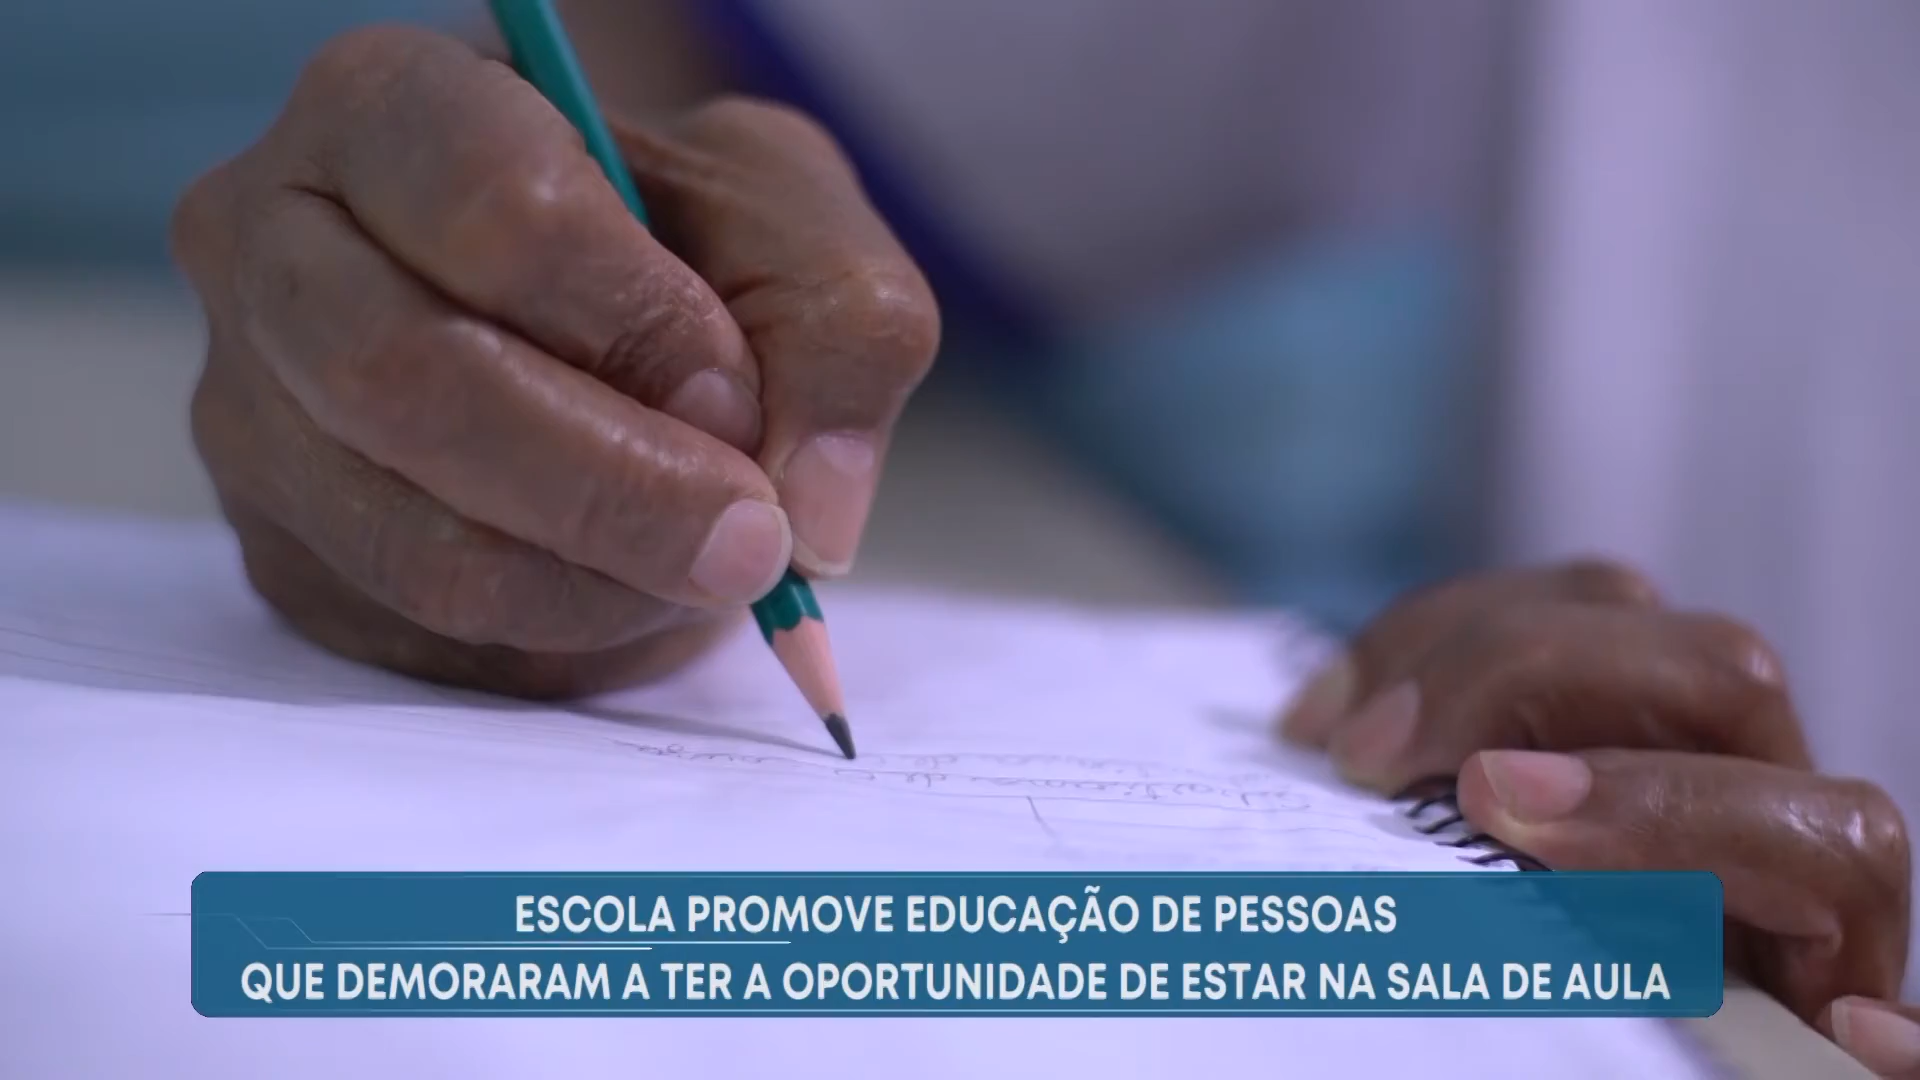 ESCOLA PROMOVE EDUCAÇÃO DE PESSOAS
QUE DEMORARAM A TER A OPORTUNIDADE DE ESTAR NA SALA DE AULA